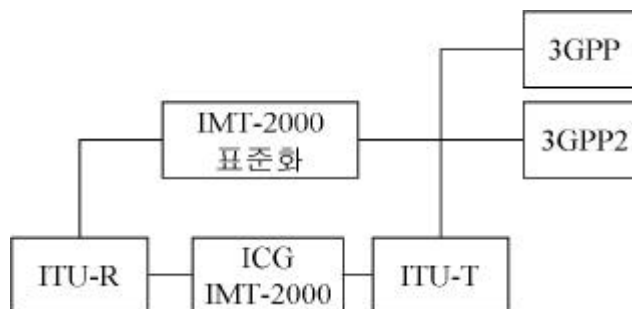 3GPP
IMT-2000
표준화
3GPP2
ITU-R
ICG
IMT-2000
ITU-T